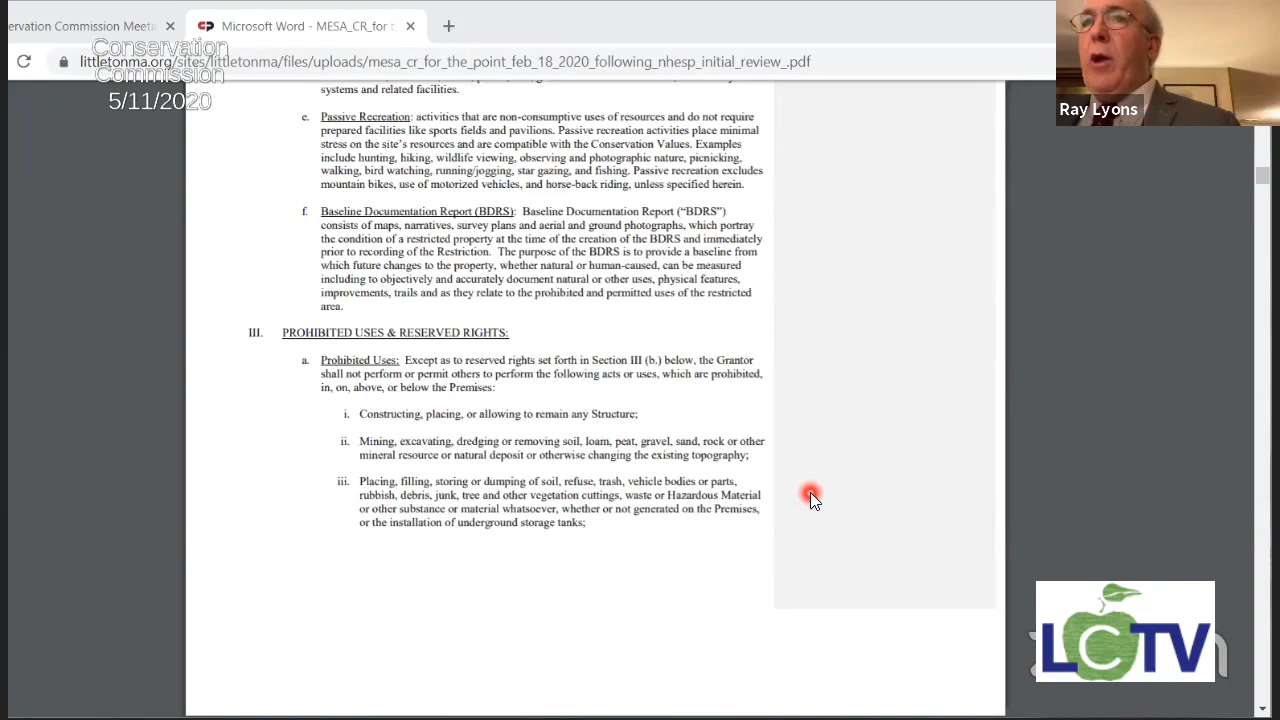 servation Commission Meetin
Microsoft Word - MESA_CR_for t
Conservation
Commission
5/11/2020
littletonma.org/sites/littletonma/files/uploads/mesa_cr_for_the_point_feb_18_2020_following_nhesp_initial_review_.pdf
Ray Lyons
systems and related facilities.
e. Passive Recreation: activities that are non-consumptive uses of resources and do not require
prepared facilities like sports fields and pavilions. Passive recreation activities place minimal
stress on the site's resources and are compatible with the Conservation Values. Examples
include hunting, hiking, wildlife viewing, observing and photographic nature, picnicking,
walking, bird watching, running/jogging, star gazing, and fishing. Passive recreation excludes
mountain bikes, use of motorized vehicles, and horse-back riding, unless specified herein.
f. Baseline Documentation Report (BDRS): Baseline Documentation Report (“BDRS”)
consists of maps, narratives, survey plans and aerial and ground photographs, which portray
the condition of a restricted property at the time of the creation of the BDRS and immediately
prior to recording of the Restriction. The purpose of the BDRS is to provide a baseline from
which future changes to the property, whether natural or human-caused, can be measured
including to objectively and accurately document natural or other uses, physical features,
improvements, trails and as they relate to the prohibited and permitted uses of the restricted
area.
III. PROHIBITED USES & RESERVED RIGHTS:
a. Prohibited Uses: Except as to reserved rights set forth in Section III (b.) below, the Grantor
shall not perform or permit others to perform the following acts or uses, which are prohibited,
in, on, above, or below the Premises:
i. Constructing, placing, or allowing to remain any Structure;
ii. Mining, excavating, dredging or removing soil, loam, peat, gravel, sand, rock or other
mineral resource or natural deposit or otherwise changing the existing topography;
iii. Placing, filling, storing or dumping of soil, refuse, trash, vehicle bodies or parts,
rubbish, debris, junk, tree and other vegetation cuttings, waste or Hazardous Material
or other substance or material whatsoever, whether or not generated on the Premises,
or the installation of underground storage tanks;
LCTV